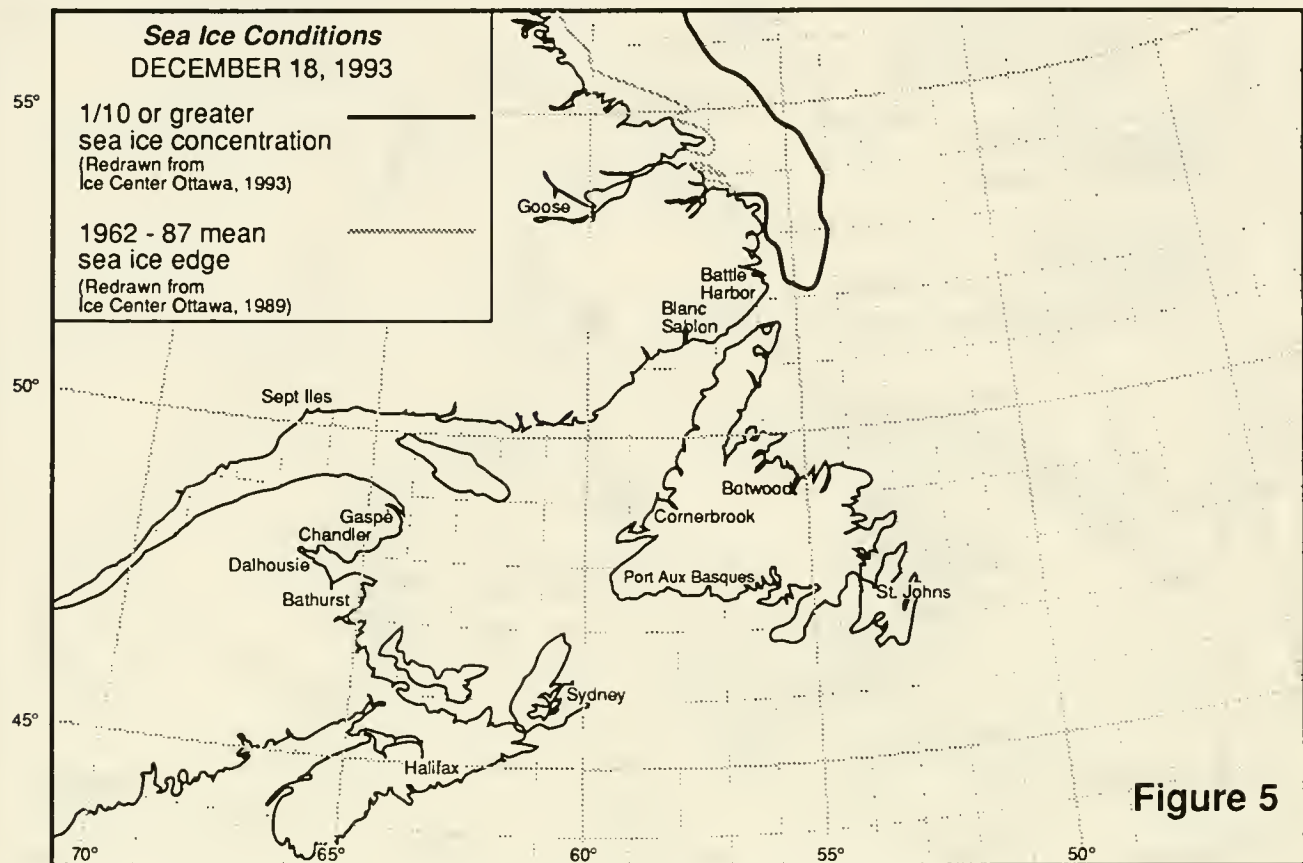 Sea Ice Conditions
DECEMBER 18, 1993
1/10 or greater
sea ice concentration
(Redrawn from
Ice Center Ottawa, 1993)
1962 - 87 mean
sea ice edge
(Redrawn from
Ice Center Ottawa, 1989)
55°
50°
45°
Goose
Battle
Harbor
Blanc
Sablon
Sept Iles
Botwood
Cornerbrook
Gaspè
Chandler
Dalhousie
Port Aux Basques
St. Johns
Bathurst
Sydney
Halifax
Figure 5
70°
65°
60°
55°
50°